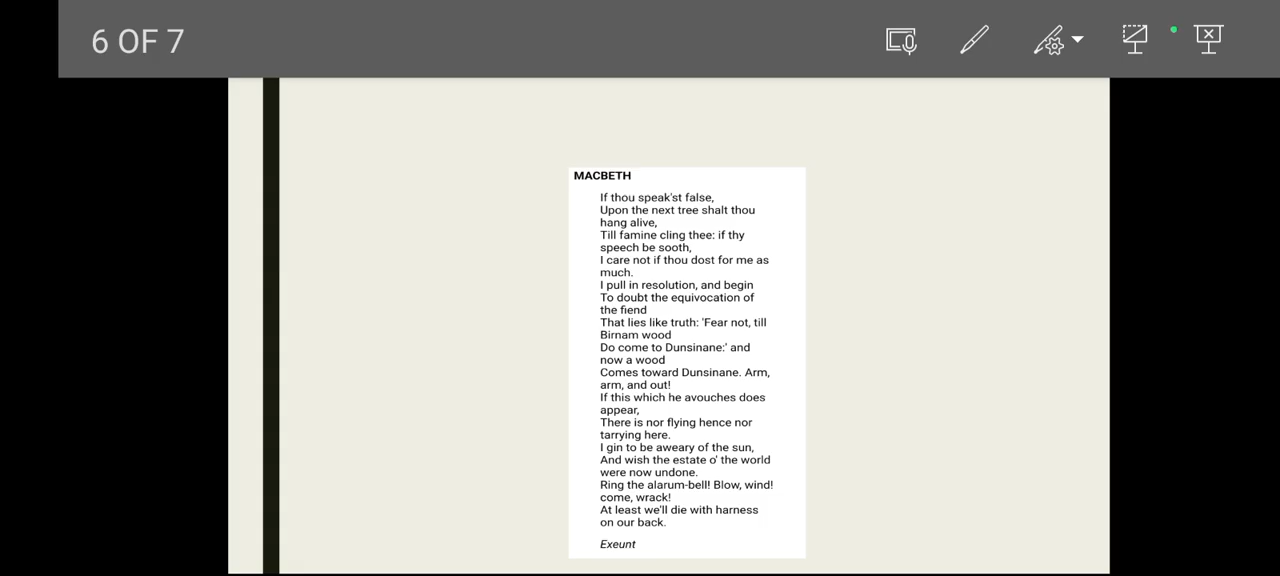 6 OF 7
MACBETH
If thou speak'st false,
Upon the next tree shalt thou
hang alive,
Till famine cling thee: if thy
speech be sooth,
I care not if thou dost for me as
much.
I pull in resolution, and begin
To doubt the equivocation of
the fiend
That lies like truth: 'Fear not, till
Birnam wood
Do come to Dunsinane:' and
now a wood
Comes toward Dunsinane. Arm,
arm, and out!
If this which he avouches does
appear,
There is nor flying hence nor
tarrying here.
I gin to be aweary of the sun,
And wish the estate o' the world
were now undone.
Ring the alarum-bell! Blow, wind!
come, wrack!
At least we'll die with harness
on our back.
Exeunt